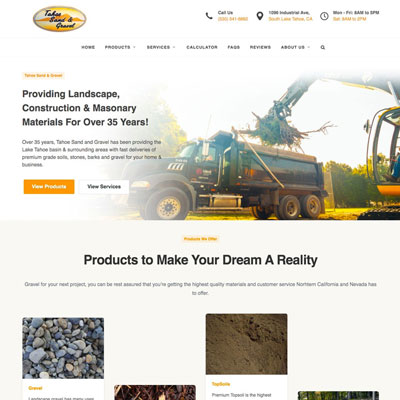 Tahoe
Sand &
Gravel
Call Us
1096 Industrial Ave,
South Lake Tahoe, CA
Mon - Fri: 8AM to 5PM
Sat: 8AM to 2PM
HOME PRODUCTS SERVICES CALCULATOR FAQS REVIEWS ABOUT US
Tahoe Sand & Gravel
Providing Landscape,
Construction & Masonary
Materials For Over 35 Years!
Over 35 years, Tahoe Sand and Gravel has been providing the
Lake Tahoe basin & surrounding areas with fast deliveries of
premium grade soils, stones, barks and gravel for your home &
business.
View Products View Services
Products We Offer
Products to Make Your Dream A Reality
Gravel for your next project, you can be rest assured that you're getting the highest quality materials and customer service Northern California and Nevada has
to offer.
Gravel
Landscape gravel has many uses
TopSoils
Premium Topsoil is the highest